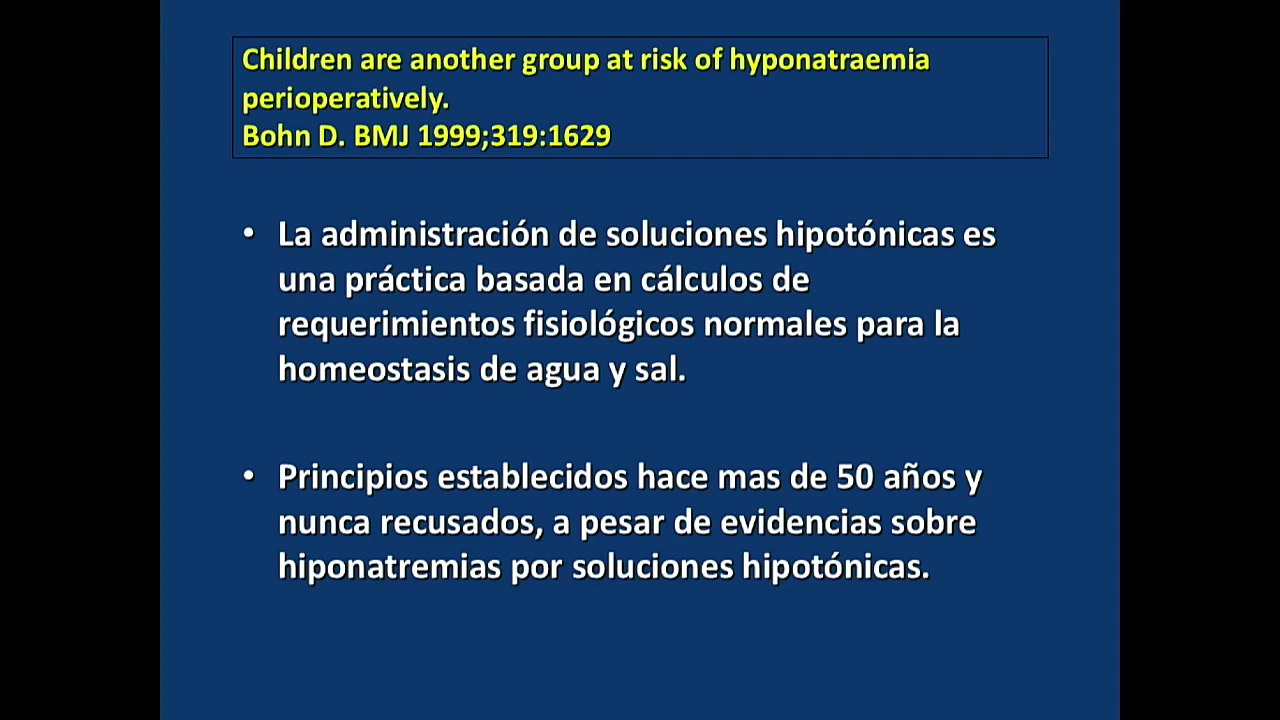 Children are another group at risk of hyponatraemia
perioperatively.
Bohn D. BMJ 1999;319:1629
• La administración de soluciones hipotónicas es
una práctica basada en cálculos de
requerimientos fisiológicos normales para la
homeostasis de agua y sal.
• Principios establecidos hace mas de 50 años y
nunca recusados, a pesar de evidencias sobre
hiponatremias por soluciones hipotónicas.